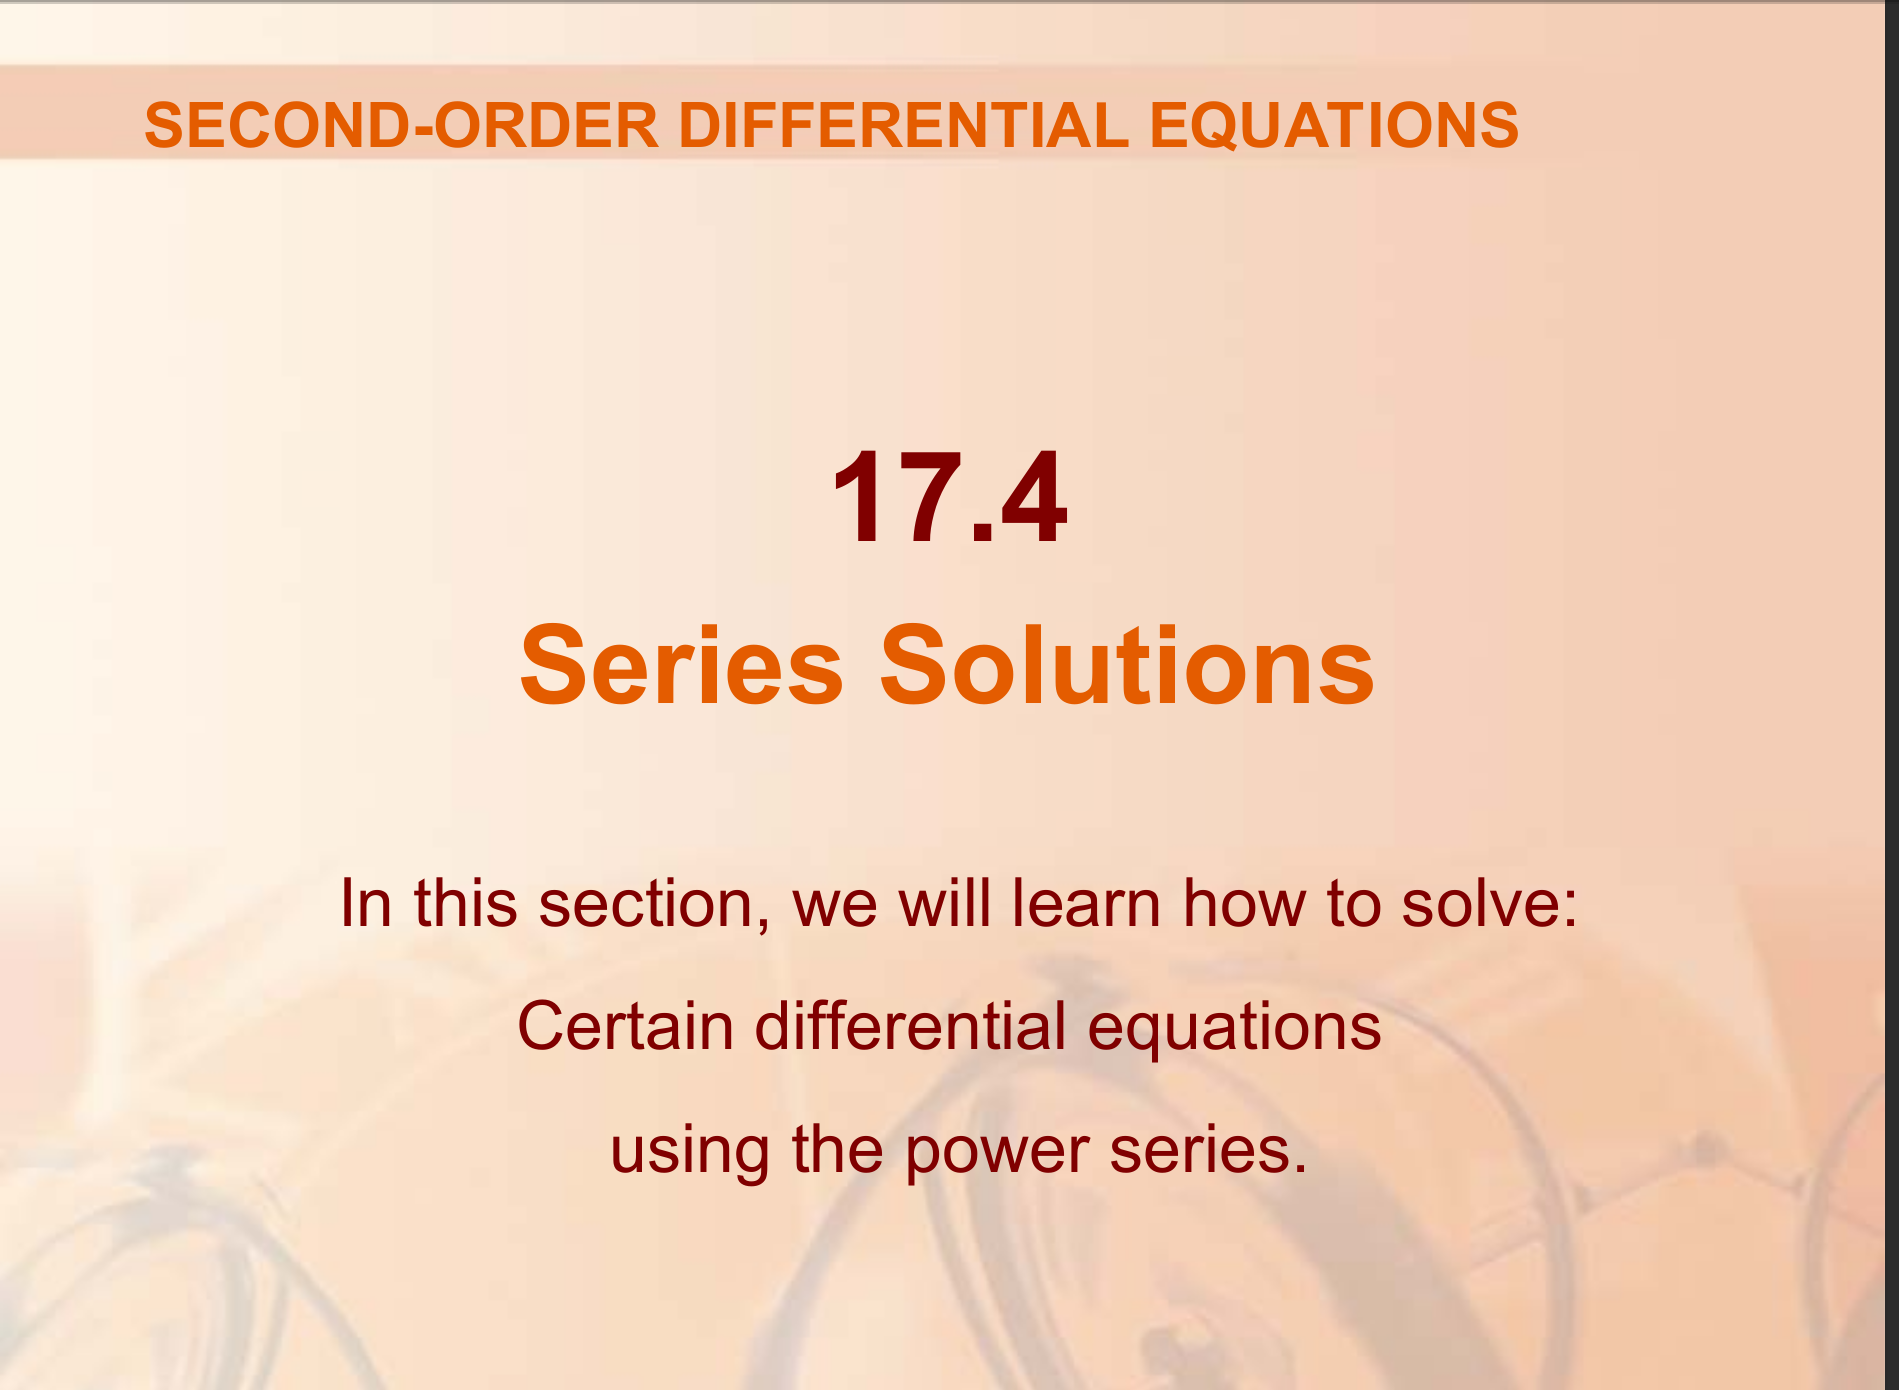 SECOND-ORDER DIFFERENTIAL EQUATIONS
17.4
Series Solutions
In this section, we will learn how to solve:
Certain differential equations
using the power series.